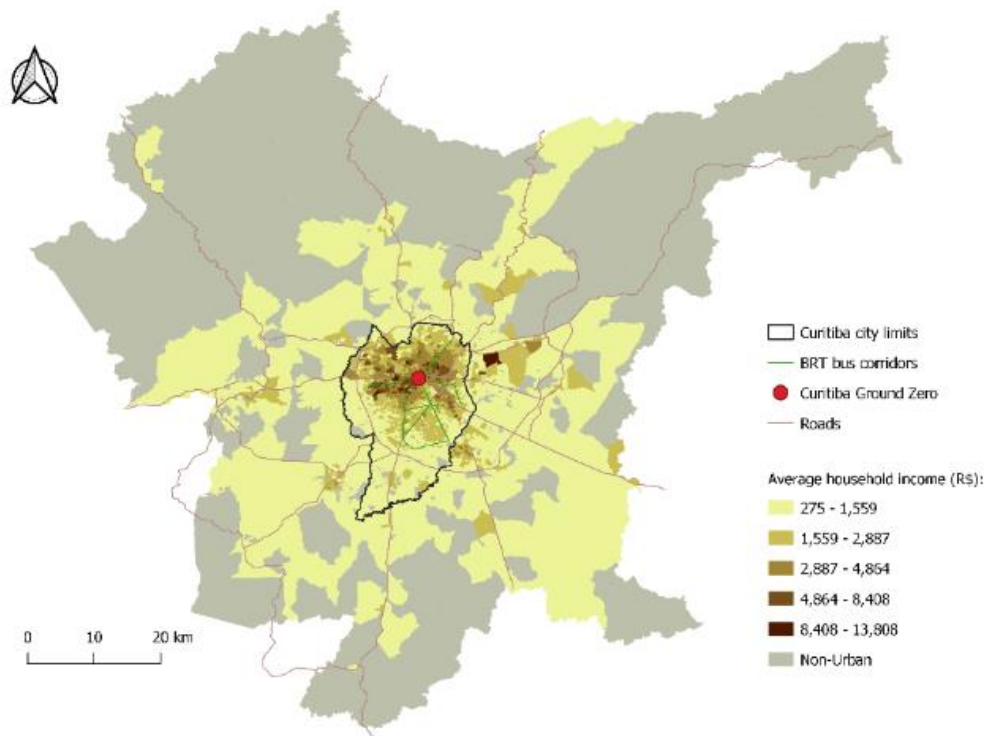 Curitiba city limits
BRT bus corridors
Curitiba Ground Zero
Roads
Average household income (R$):
275 - 1,559
1,559 - 2,887
2,887 - 4,864
4,864 - 8,408
8,408 - 13,808
Non-Urban
0 10 20 km